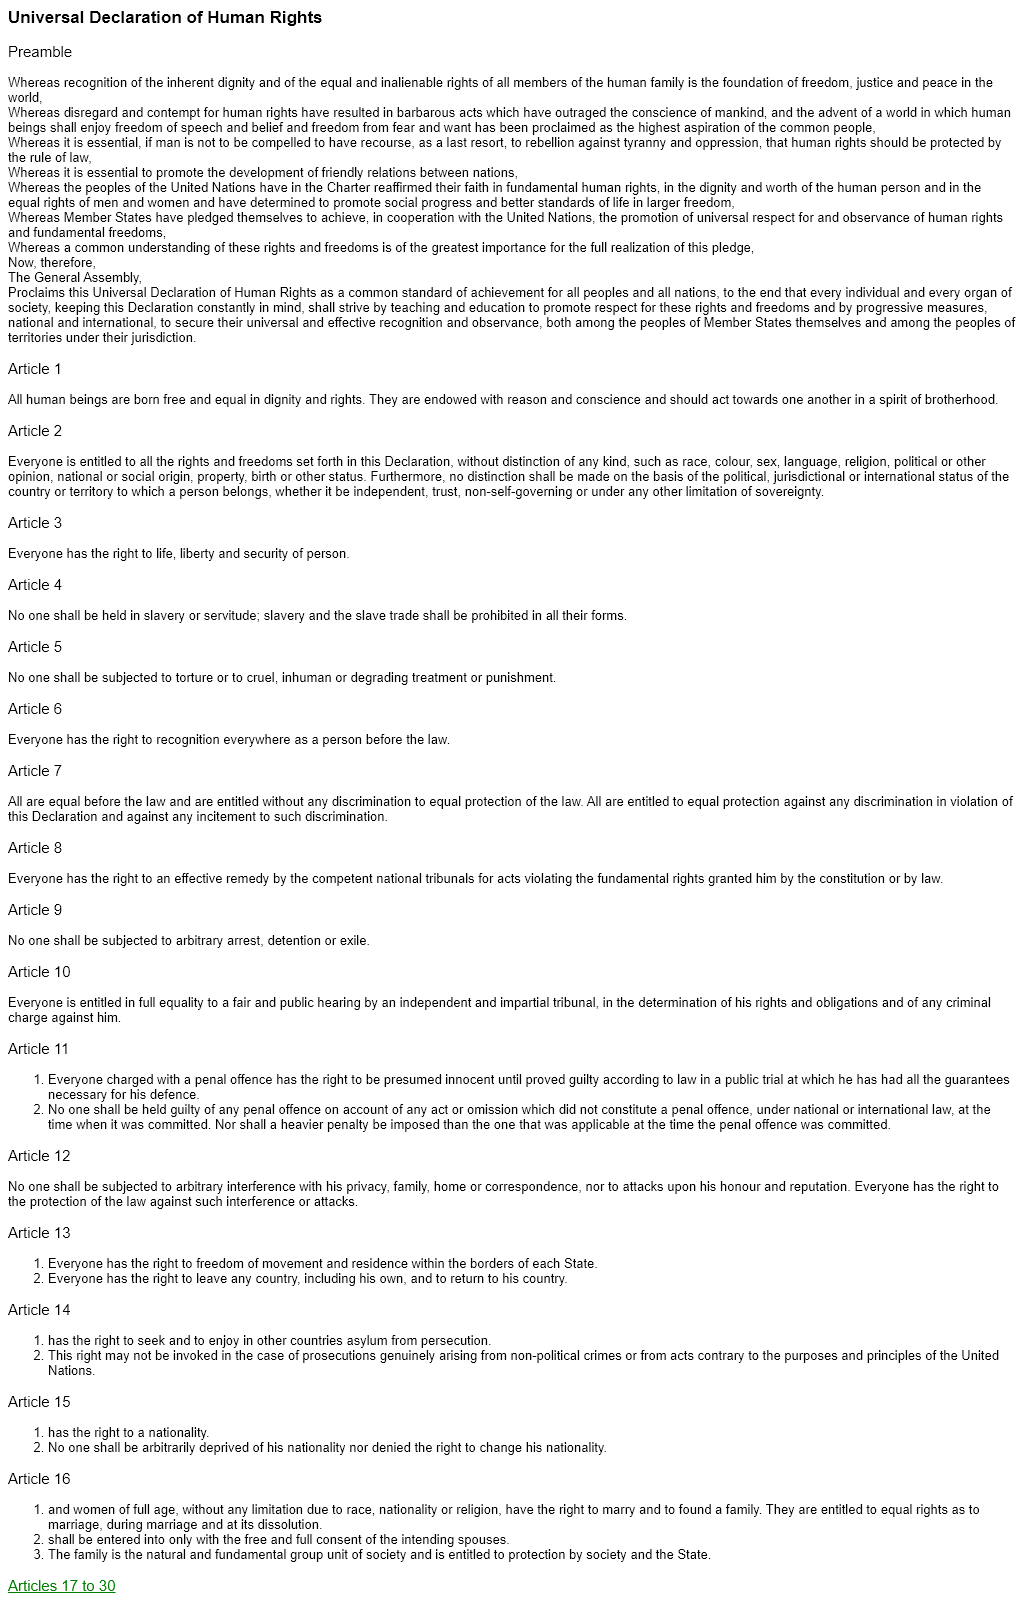 Universal Declaration of Human Rights
Preamble
Whereas recognition of the inherent dignity and of the equal and inalienable rights of all members of the human family is the foundation of freedom, justice and peace in the
world,
Whereas disregard and contempt for human rights have resulted in barbarous acts which have outraged the conscience of mankind, and the advent of a world in which human
beings shall enjoy freedom of speech and belief and freedom from fear and want has been proclaimed as the highest aspiration of the common people,
Whereas it is essential, if man is not to be compelled to have recourse, as a last resort, to rebellion against tyranny and oppression, that human rights should be protected by
the rule of law,
Whereas it is essential to promote the development of friendly relations between nations,
Whereas the peoples of the United Nations have in the Charter reaffirmed their faith in fundamental human rights, in the dignity and worth of the human person and in the
equal rights of men and women and have determined to promote social progress and better standards of life in larger freedom,
Whereas Member States have pledged themselves to achieve, in cooperation with the United Nations, the promotion of universal respect for and observance of human rights
and fundamental freedoms,
Whereas a common understanding of these rights and freedoms is of the greatest importance for the full realization of this pledge,
Now, therefore,
The General Assembly,
Proclaims this Universal Declaration of Human Rights as a common standard of achievement for all peoples and all nations, to the end that every individual and every organ of
society, keeping this Declaration constantly in mind, shall strive by teaching and education to promote respect for these rights and freedoms and by progressive measures,
national and international, to secure their universal and effective recognition and observance, both among the peoples of Member States themselves and among the peoples of
territories under their jurisdiction.
Article 1
All human beings are born free and equal in dignity and rights. They are endowed with reason and conscience and should act towards one another in a spirit of brotherhood.
Article 2
Everyone is entitled to all the rights and freedoms set forth in this Declaration, without distinction of any kind, such as race, colour, sex, language, religion, political or other
opinion, national or social origin, property, birth or other status. Furthermore, no distinction shall be made on the basis of the political, jurisdictional or international status of the
country or territory to which a person belongs, whether it be independent, trust, non-self-governing or under any other limitation of sovereignty.
Article 3
Everyone has the right to life, liberty and security of person.
Article 4
No one shall be held in slavery or servitude; slavery and the slave trade shall be prohibited in all their forms.
Article 5
No one shall be subjected to torture or to cruel, inhuman or degrading treatment or punishment.
Article 6
Everyone has the right to recognition everywhere as a person before the law.
Article 7
All are equal before the law and are entitled without any discrimination to equal protection of the law. All are entitled to equal protection against any discrimination in violation of
this Declaration and against any incitement to such discrimination.
Article 8
Everyone has the right to an effective remedy by the competent national tribunals for acts violating the fundamental rights granted him by the constitution or by law.
Article 9
No one shall be subjected to arbitrary arrest, detention or exile.
Article 10
Everyone is entitled in full equality to a fair and public hearing by an independent and impartial tribunal, in the determination of his rights and obligations and of any criminal
charge against him.
Article 11
1. Everyone charged with a penal offence has the right to be presumed innocent until proved guilty according to law in a public trial at which he has had all the guarantees
necessary for his defence.
2. No one shall be held guilty of any penal offence on account of any act or omission which did not constitute a penal offence, under national or international law, at the
time when it was committed. Nor shall a heavier penalty be imposed than the one that was applicable at the time the penal offence was committed.
Article 12
No one shall be subjected to arbitrary interference with his privacy, family, home or correspondence, nor to attacks upon his honour and reputation. Everyone has the right to
the protection of the law against such interference or attacks.
Article 13
1. Everyone has the right to freedom of movement and residence within the borders of each State.
2. Everyone has the right to leave any country, including his own, and to return to his country.
Article 14
1. has the right to seek and to enjoy in other countries asylum from persecution.
2. This right may not be invoked in the case of prosecutions genuinely arising from non-political crimes or from acts contrary to the purposes and principles of the United
Nations.
Article 15
1. has the right to a nationality.
2. No one shall be arbitrarily deprived of his nationality nor denied the right to change his nationality.
Article 16
1. and women of full age, without any limitation due to race, nationality or religion, have the right to marry and to found a family. They are entitled to equal rights as to
marriage, during marriage and at its dissolution.
2. shall be entered into only with the free and full consent of the intending spouses.
3. The family is the natural and fundamental group unit of society and is entitled to protection by society and the State.
Articles 17 to 30